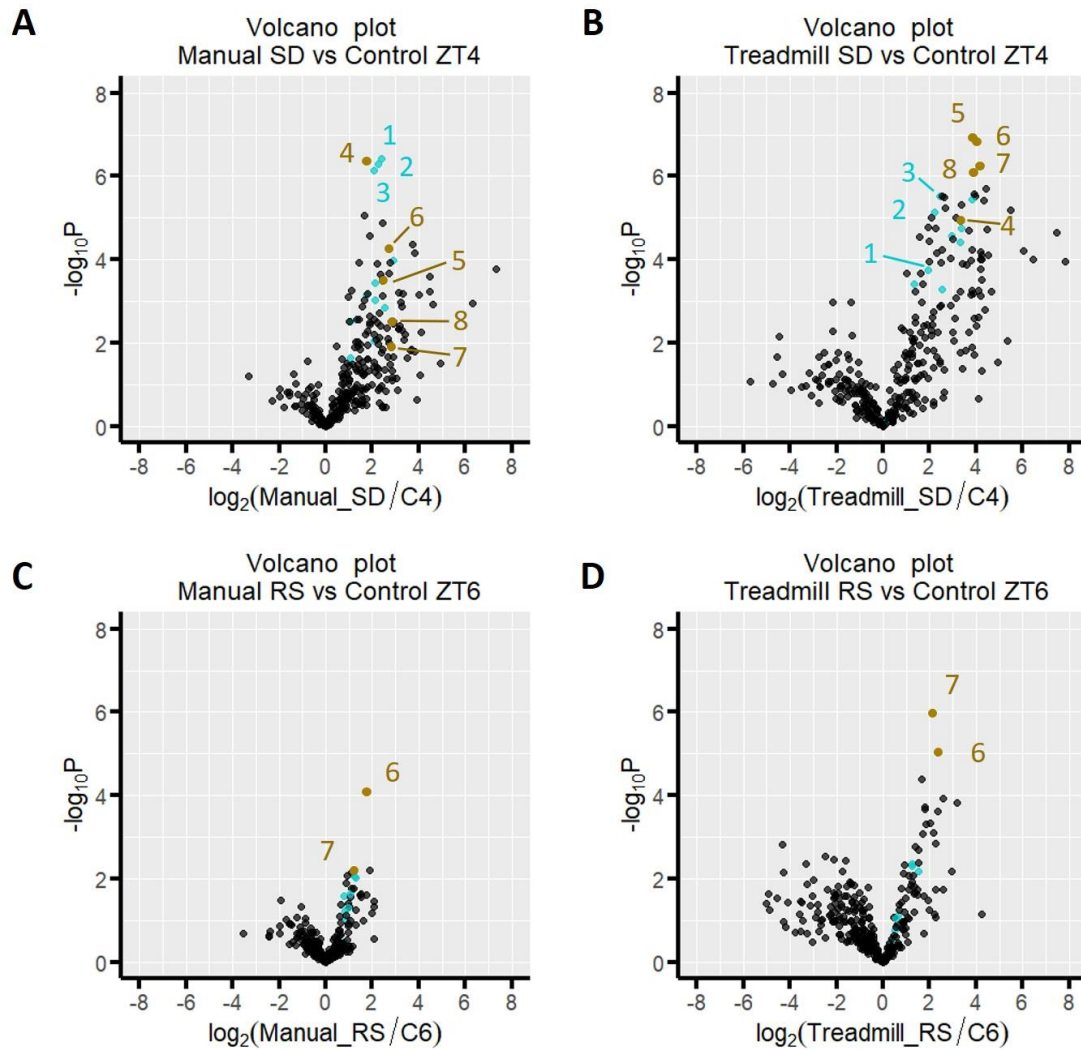 A
Volcano plot
Manual SD vs Control ZT4
-log10P
8
6
4
2
0
1
2
3
4
6
5
8
7
-8 -6 -4 -2 0 2 4 6 8
log2(Manual_SD/C4)
B
Volcano plot
Treadmill SD vs Control ZT4
-log10P
8
6
4
2
0
5
6
7
8
3
2
4
1
-8 -6 -4 -2 0 2 4 6 8
log2(Treadmill_SD/C4)
C
Volcano plot
Manual RS vs Control ZT6
-log10P
8
6
4
2
0
6
7
-8 -6 -4 -2 0 2 4 6 8
log2(Manual_RS/C6)
D
Volcano plot
Treadmill RS vs Control ZT6
-log10P
8
6
4
2
0
7
6
-8 -6 -4 -2 0 2 4 6 8
log2(Treadmill_RS/C6)